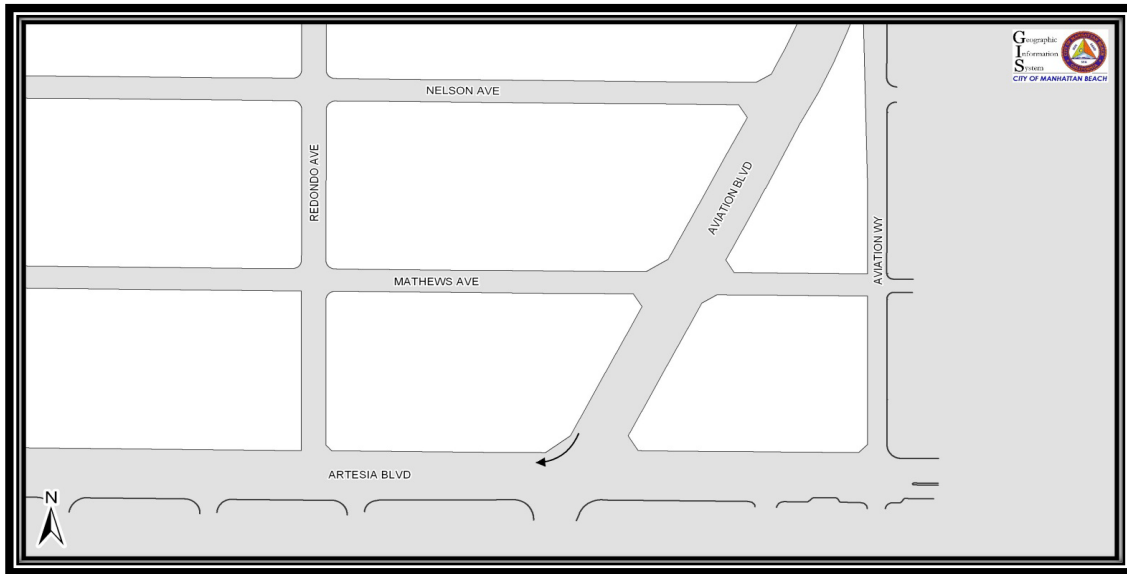 Geographic
Information
System
CITY OF MANHATTAN BEACH
NELSON AVE
REDONDO AVE
AVIATION BLVD
AVIATION WY
MATHEWS AVE
ARTESIA BLVD
N